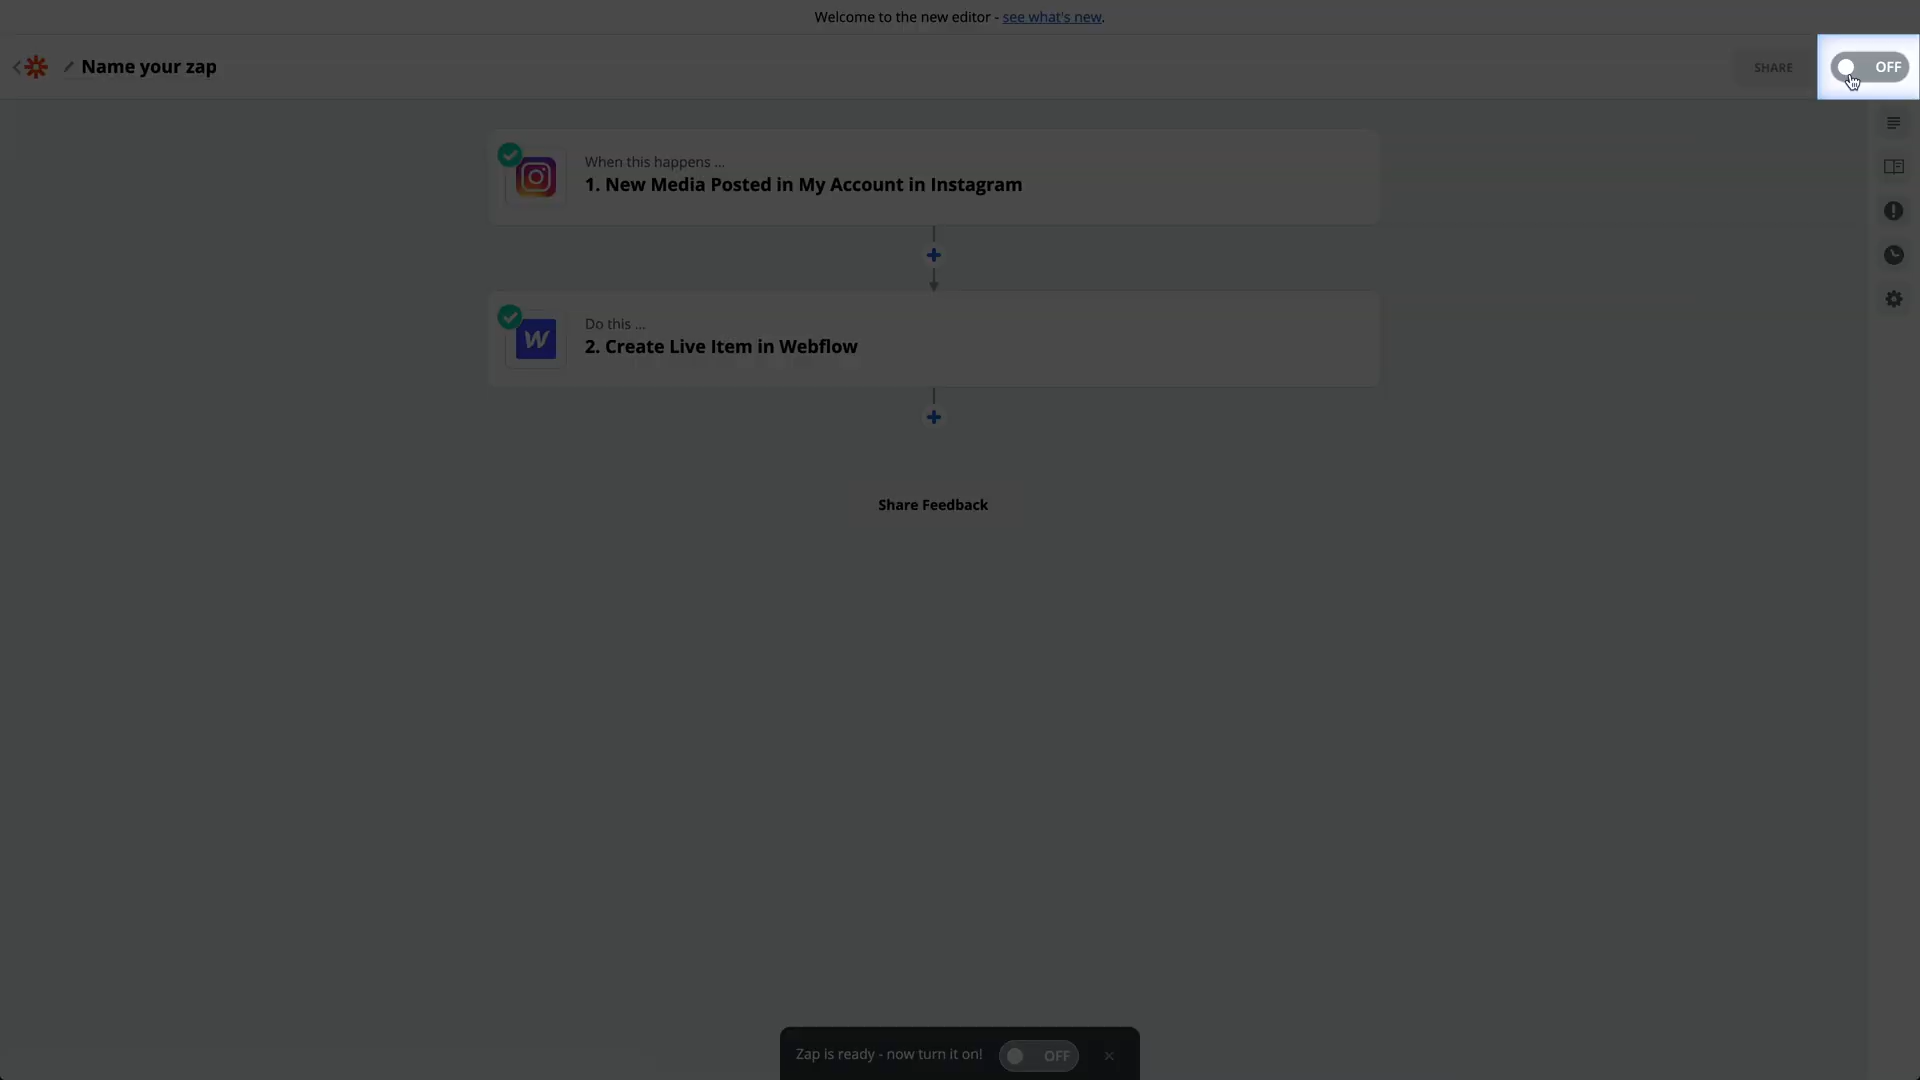 Welcome to the new editor - see what's new.
Name your zap
SHARE
OFF
When this happens ...
1. New Media Posted in My Account in Instagram
Do this ...
2. Create Live Item in Webflow
Share Feedback
Zap is ready - now turn it on!
OFF